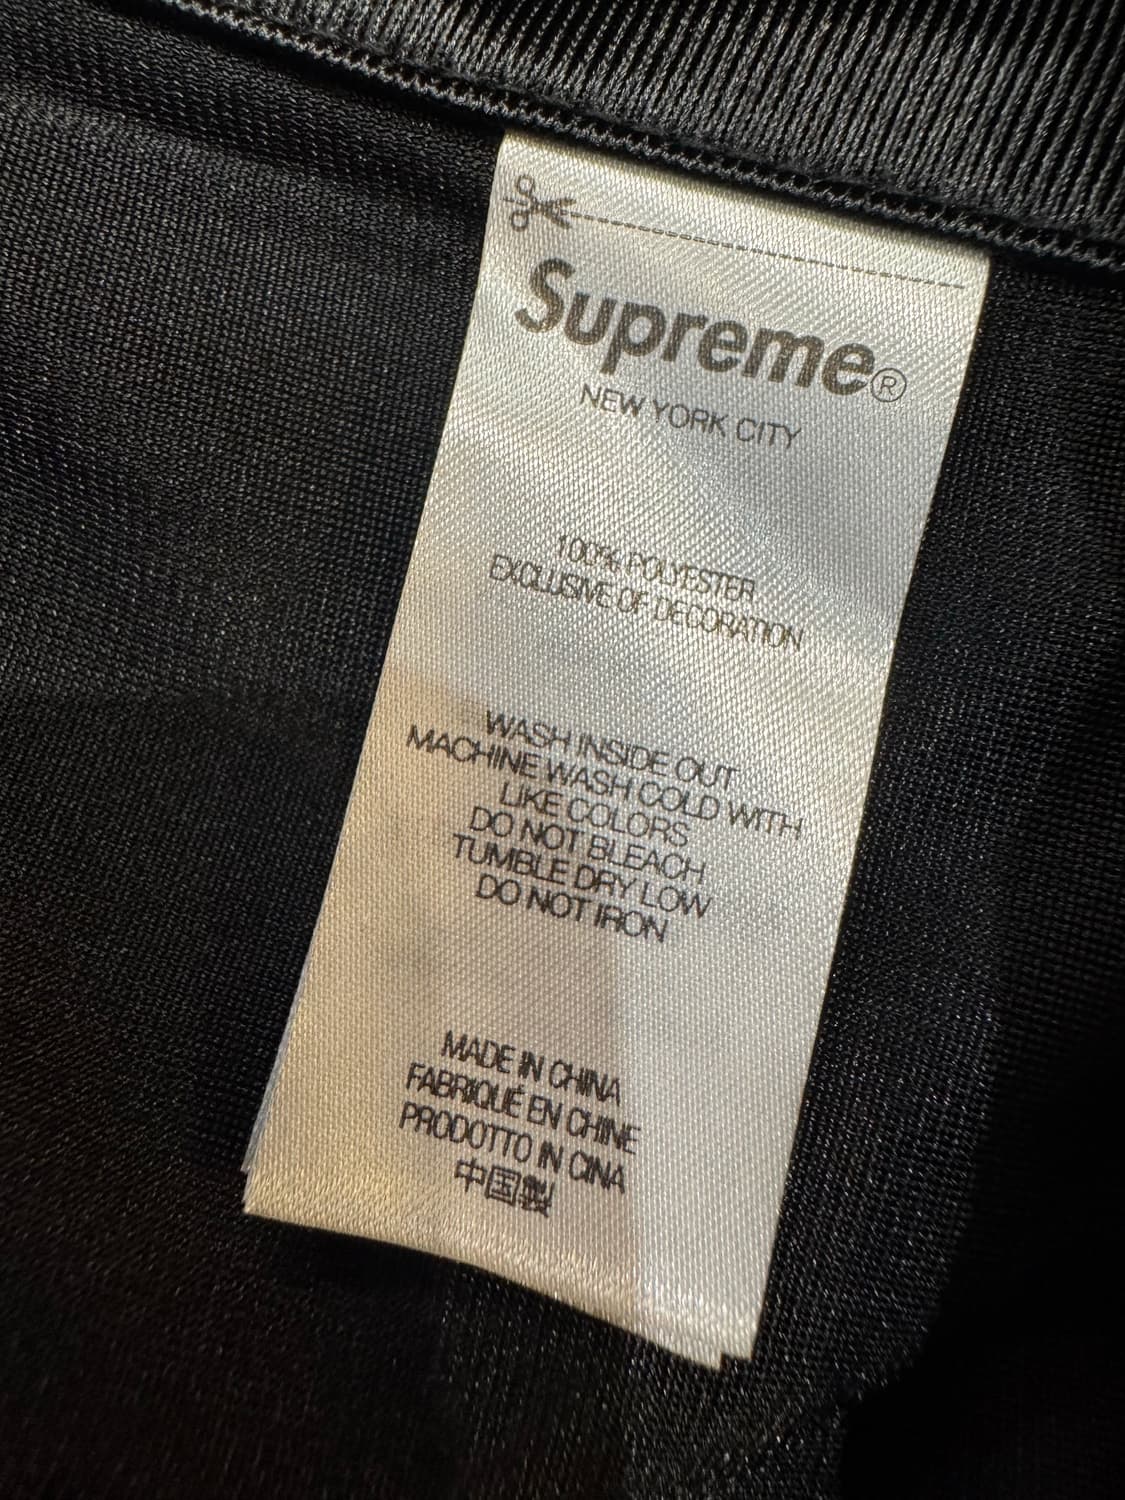 Supreme®
NEW YORK CITY
100% POLYESTER
EXCLUSIVE OF DECORATION
WASH INSIDE OUT
MACHINE WASH COLD WITH
LIKE COLORS
DO NOT BLEACH
TUMBLE DRY LOW
DO NOT IRON
MADE IN CHINA
FABRIQUÉ EN CHINE
PRODOTTO IN CINA
中国製